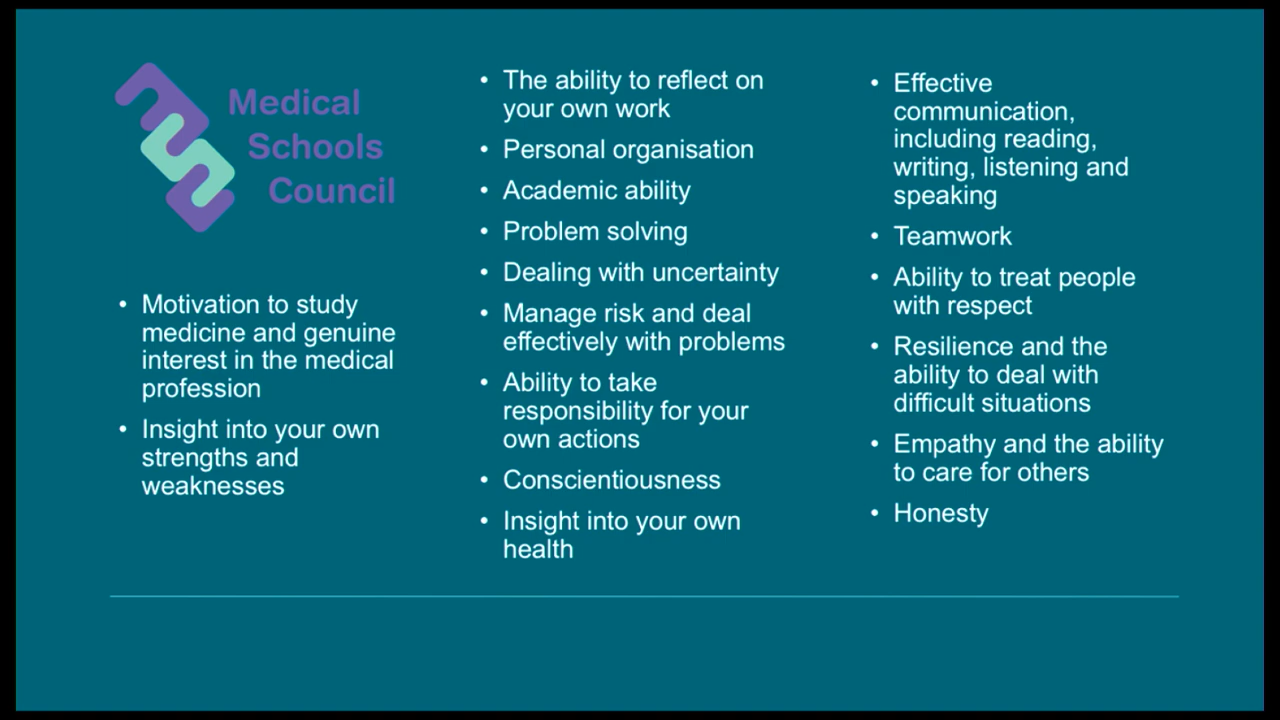 Medical
Schools
Council
• Motivation to study
medicine and genuine
interest in the medical
profession
• Insight into your own
strengths and
weaknesses
• The ability to reflect on
your own work
• Personal organisation
• Academic ability
• Problem solving
• Dealing with uncertainty
• Manage risk and deal
effectively with problems
• Ability to take
responsibility for your
own actions
• Conscientiousness
• Insight into your own
health
• Effective
communication,
including reading,
writing, listening and
speaking
• Teamwork
• Ability to treat people
with respect
• Resilience and the
ability to deal with
difficult situations
• Empathy and the ability
to care for others
• Honesty